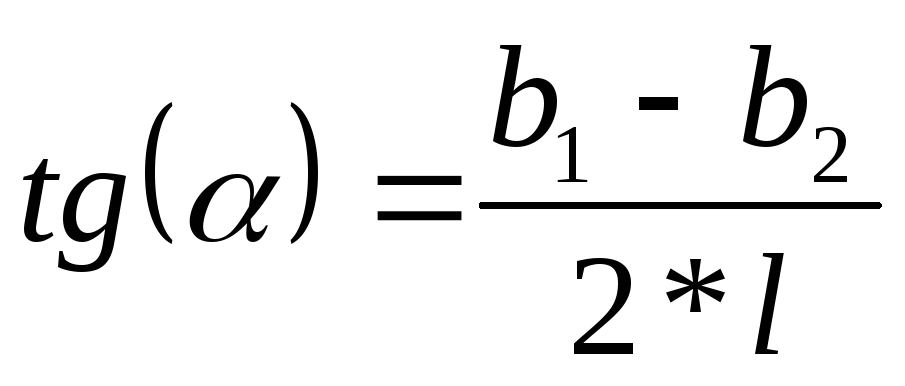 tg(α) = (b₁ - b₂) / (2 * l)